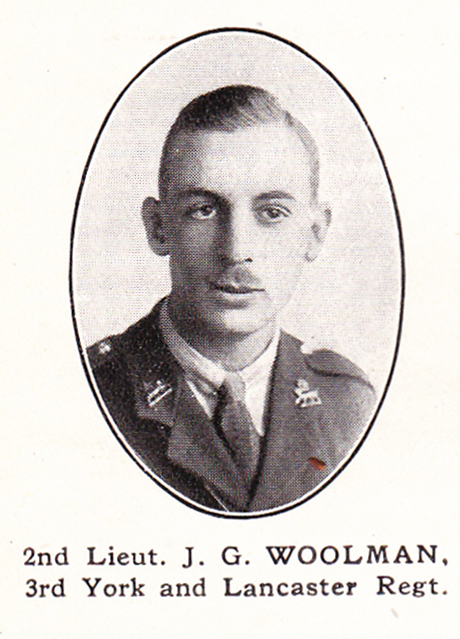 2nd Lieut. J. G. WOOLMAN,
3rd York and Lancaster Regt.